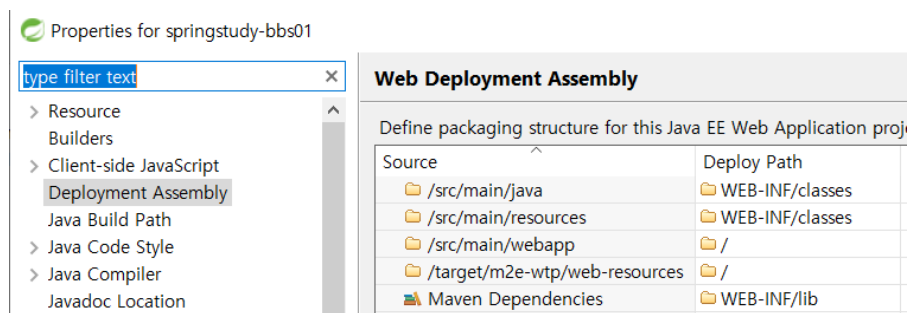 Properties for springstudy-bbs01
type filter text
Resource
Builders
Client-side JavaScript
Deployment Assembly
Java Build Path
Java Code Style
Java Compiler
Javadoc Location
Web Deployment Assembly
Define packaging structure for this Java EE Web Application proj
Source Deploy Path
/src/main/java WEB-INF/classes
/src/main/resources WEB-INF/classes
/src/main/webapp /
/target/m2e-wtp/web-resources /
Maven Dependencies WEB-INF/lib